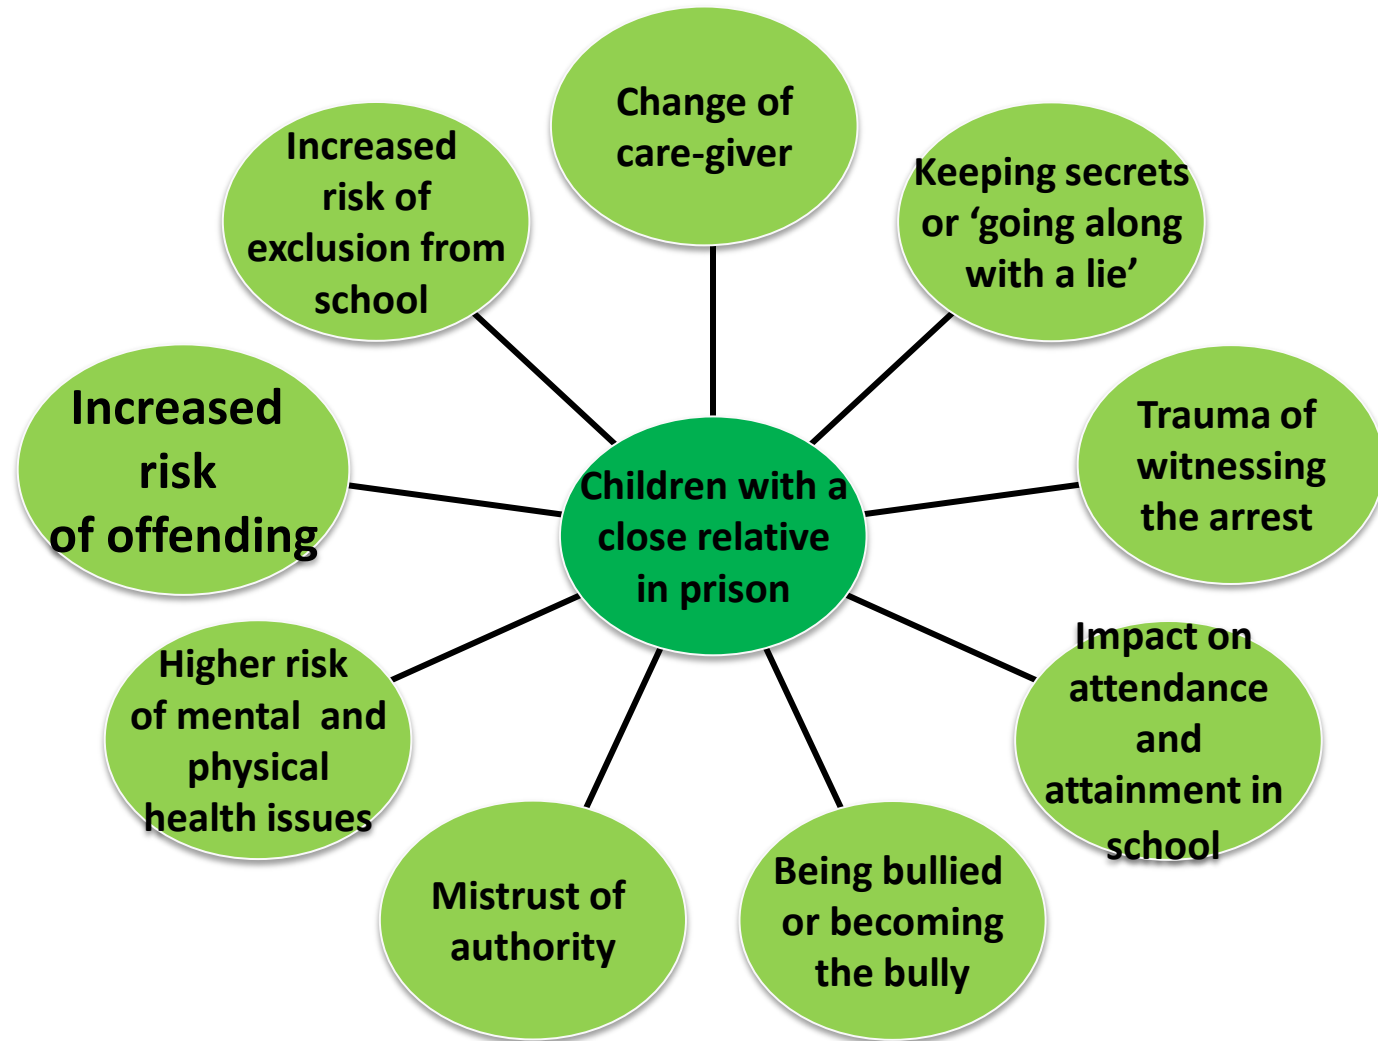 Change of
care-giver
Keeping secrets
or ‘going along
with a lie’
Trauma of
witnessing
the arrest
Impact on
attendance
and
attainment in
school
Being bullied
or becoming
the bully
Mistrust of
authority
Higher risk
of mental and
physical
health issues
Increased
risk
of offending
Increased
risk of
exclusion from
school
Children with a
close relative
in prison